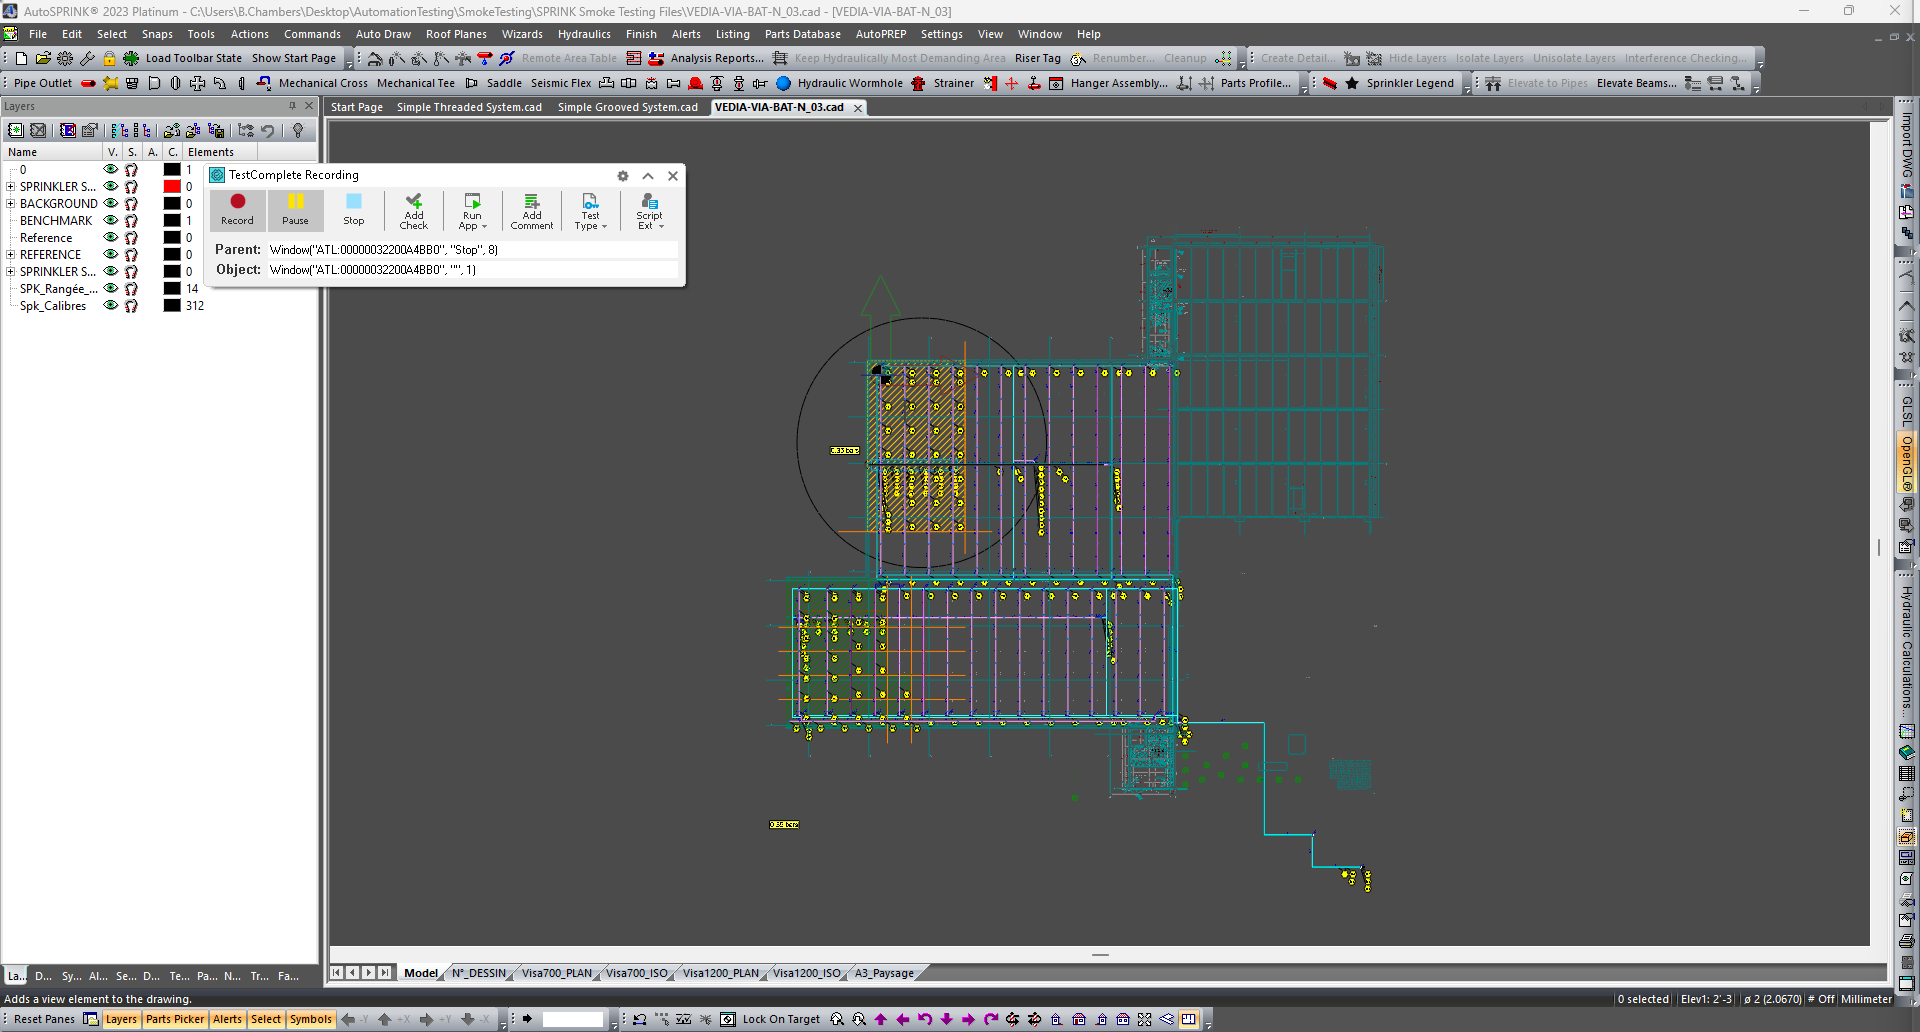 AutoSPRINK® 2023 Platinum - C:\Users\B.Chambers\Desktop\AutomationTesting\SmokeTesting\SPRINK Smoke Testing Files\VEDIA-VIA-BAT-N_03.cad - [VEDIA-VIA-BAT-N_03]
File Edit Select Snaps Tools Actions Commands Auto Draw Roof Planes Wizards Hydraulics Finish Alerts Listing Parts Database AutoPREP Settings View Window Help
Load Toolbar State Show Start Page Remote Area Table Analysis Reports... Keep Hydraulically Most Demanding Area Riser Tag Renumber... Cleanup Create Detail... Hide Layers Isolate Layers Unisolate Layers Interference Checking...
Pipe Outlet Mechanical Cross Mechanical Tee Saddle Seismic Flex Hydraulic Wormhole Strainer Hanger Assembly... Parts Profile... Sprinkler Legend Elevate to Pipes Elevate Beams...
Layers
Start Page Simple Threaded System.cad Simple Grooved System.cad VEDIA-VIA-BAT-N_03.cad
Name V. S. A. C. Elements
0 1
SPRINKLER S... 0
BACKGROUND 0
BENCHMARK 1
Reference 0
REFERENCE 0
SPRINKLER S... 0
SPK_Rangée_... 14
Spk_Calibres 312
TestComplete Recording
Record Pause Stop Add Check Run App Add Comment Test Type Script Ext
Parent: Window("ATL:00000032200A4BB0", "Stop", 8)
Object: Window("ATL:00000032200A4BB0", "", 1)
0.33 bars
0.55 bars
Import DWG
GLSL
OpenGL®
Hydraulic Calculations...
La... D... Sy... Al... Se... D... Te... Pa... N... Tr... Fa...
Model N°_DESSIN Visa700_PLAN Visa700_ISO Visa1200_PLAN Visa1200_ISO A3_Paysage
Adds a view element to the drawing.
0 selected Elev1: 2'-3 ø 2 (2.0670) # Off Millimeter
Reset Panes Layers Parts Picker Alerts Select Symbols -Y +X +Y -X Lock On Target